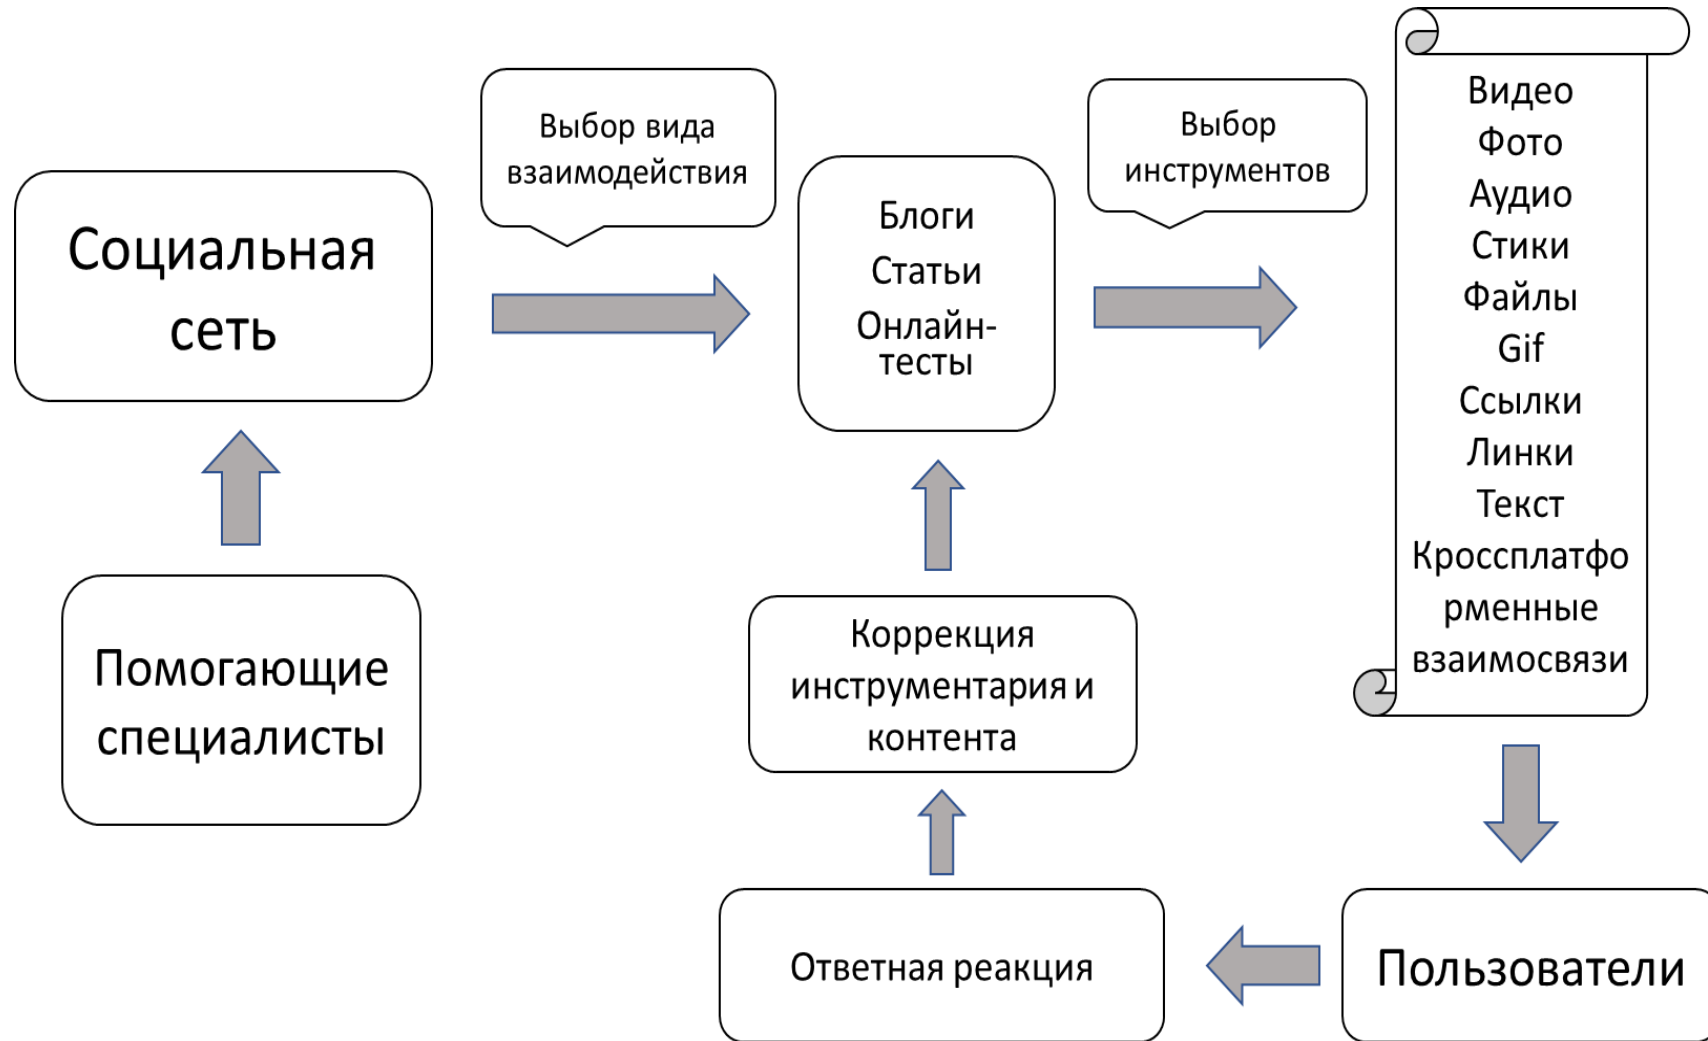 Социальная
сеть
Помогающие
специалисты
Выбор вида
взаимодействия
Блоги
Статьи
Онлайн-
тесты
Выбор
инструментов
Видео
Фото
Аудио
Стики
Файлы
Gif
Ссылки
Линки
Текст
Кроссплатфо
рменные
взаимосвязи
Пользователи
Ответная реакция
Коррекция
инструментария и
контента